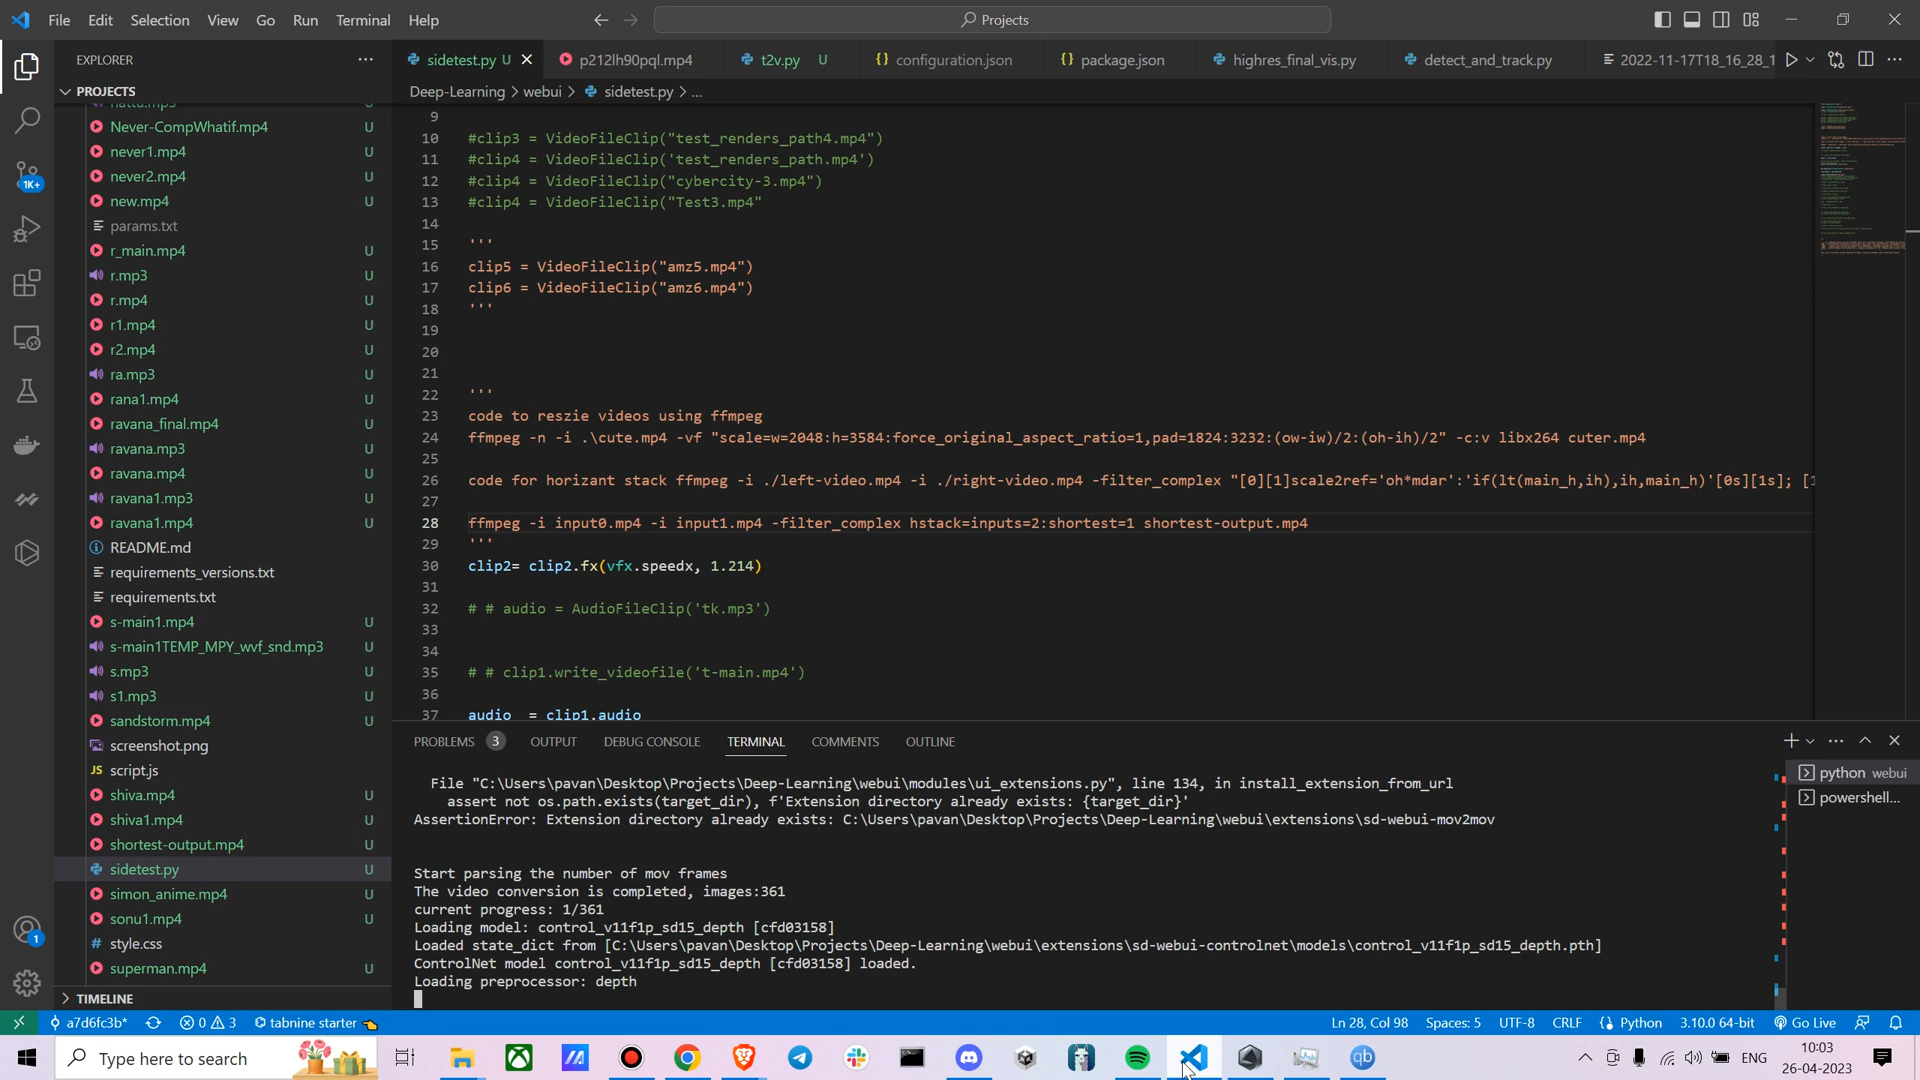 File Edit Selection View Go Run Terminal Help
Projects
EXPLORER
sidetest.py U
p212lh90pql.mp4
t2v.py U
configuration.json
package.json
highres_final_vis.py
detect_and_track.py
2022-11-17T18_16_28_1
PROJECTS
Deep-Learning > webui > sidetest.py > ...
Never-CompWhatif.mp4 U
never1.mp4 U
never2.mp4 U
new.mp4 U
params.txt
r_main.mp4 U
r.mp3 U
r.mp4 U
r1.mp4 U
r2.mp4 U
ra.mp3 U
rana1.mp4 U
ravana_final.mp4 U
ravana.mp3 U
ravana.mp4 U
ravana1.mp3 U
ravana1.mp4 U
README.md
requirements_versions.txt
requirements.txt
s-main1.mp4 U
s-main1TEMP_MPY_wvf_snd.mp3 U
s.mp3 U
s1.mp3 U
sandstorm.mp4 U
screenshot.png
JS script.js
shiva.mp4 U
shiva1.mp4 U
shortest-output.mp4 U
sidetest.py U
simon_anime.mp4 U
sonu1.mp4 U
# style.css
superman.mp4 U
TIMELINE
1K+
1
9
10 #clip3 = VideoFileClip("test_renders_path4.mp4")
11 #clip4 = VideoFileClip('test_renders_path.mp4')
12 #clip4 = VideoFileClip("cybercity-3.mp4")
13 #clip4 = VideoFileClip("Test3.mp4"
14
15 '''
16 clip5 = VideoFileClip("amz5.mp4")
17 clip6 = VideoFileClip("amz6.mp4")
18 '''
19
20
21
22 '''
23 code to reszie videos using ffmpeg
24 ffmpeg -n -i .\cute.mp4 -vf "scale=w=2048:h=3584:force_original_aspect_ratio=1,pad=1824:3232:(ow-iw)/2:(oh-ih)/2" -c:v libx264 cuter.mp4
25
26 code for horizant stack ffmpeg -i ./left-video.mp4 -i ./right-video.mp4 -filter_complex "[0][1]scale2ref='oh*mdar':'if(lt(main_h,ih),ih,main_h)'[0s][1s]; [1
27
28 ffmpeg -i input0.mp4 -i input1.mp4 -filter_complex hstack=inputs=2:shortest=1 shortest-output.mp4
29 '''
30 clip2= clip2.fx(vfx.speedx, 1.214)
31
32 # # audio = AudioFileClip('tk.mp3')
33
34
35 # # clip1.write_videofile('t-main.mp4')
36
37 audio = clip1.audio
PROBLEMS 3 OUTPUT DEBUG CONSOLE TERMINAL COMMENTS OUTLINE
python webui
powershell...
File "C:\Users\pavan\Desktop\Projects\Deep-Learning\webui\modules\ui_extensions.py", line 134, in install_extension_from_url
assert not os.path.exists(target_dir), f'Extension directory already exists: {target_dir}'
AssertionError: Extension directory already exists: C:\Users\pavan\Desktop\Projects\Deep-Learning\webui\extensions\sd-webui-mov2mov
Start parsing the number of mov frames
The video conversion is completed, images:361
current progress: 1/361
Loading model: control_v11f1p_sd15_depth [cfd03158]
Loaded state_dict from [C:\Users\pavan\Desktop\Projects\Deep-Learning\webui\extensions\sd-webui-controlnet\models\control_v11f1p_sd15_depth.pth]
ControlNet model control_v11f1p_sd15_depth [cfd03158] loaded.
Loading preprocessor: depth
a7d6fc3b* 0 3 tabnine starter
Ln 28, Col 98 Spaces: 5 UTF-8 CRLF Python 3.10.0 64-bit Go Live
Type here to search
qb
ENG
10:03
26-04-2023